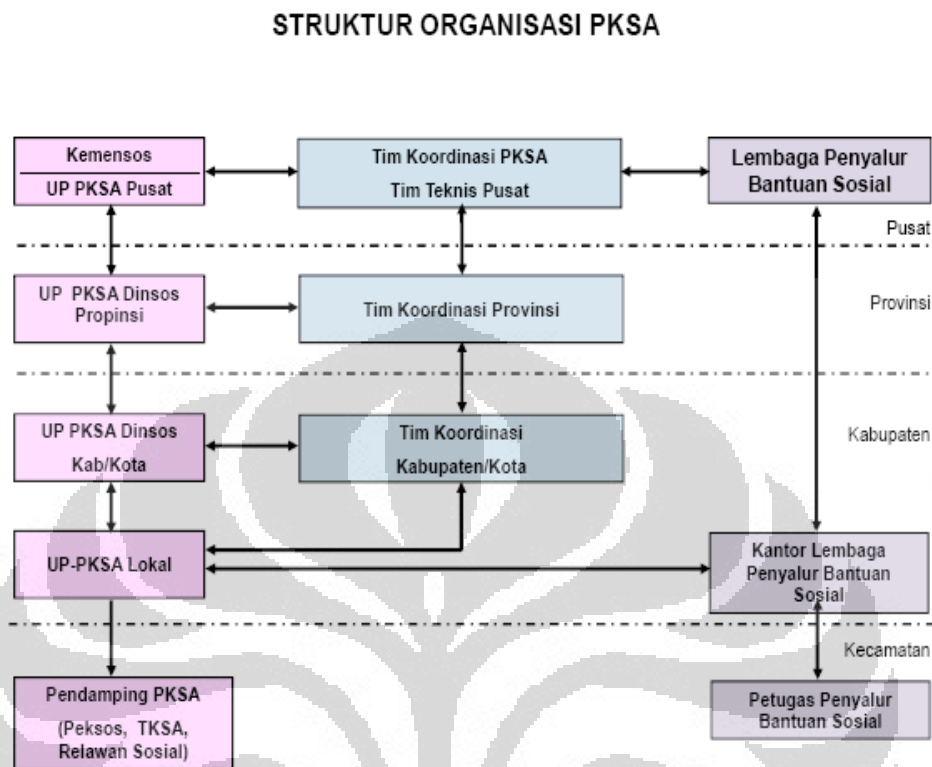 STRUKTUR ORGANISASI PKSA
Kemensos
UP PKSA Pusat
Tim Koordinasi PKSA
Tim Teknis Pusat
Lembaga Penyalur
Bantuan Sosial
Pusat
UP PKSA Dinsos
Propinsi
Tim Koordinasi Provinsi
Provinsi
UP PKSA Dinsos
Kab/Kota
Tim Koordinasi
Kabupaten/Kota
Kabupaten
UP-PKSA Lokal
Kantor Lembaga
Penyalur Bantuan
Sosial
Kecamatan
Pendamping PKSA
(Peksos, TKSA,
Relawan Sosial)
Petugas Penyalur
Bantuan Sosial